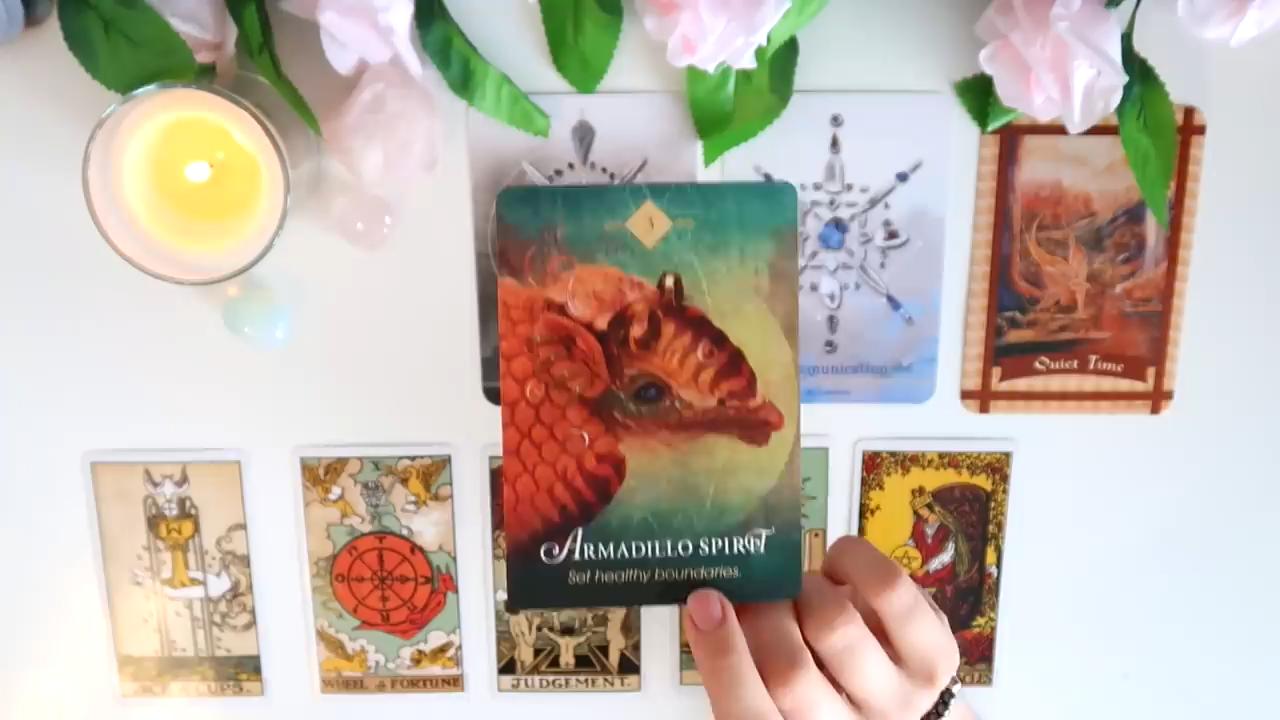 Quiet Time
ARMADILLO SPIRIT
Set healthy boundaries.
X
WHEEL of FORTUNE
JUDGEMENT.